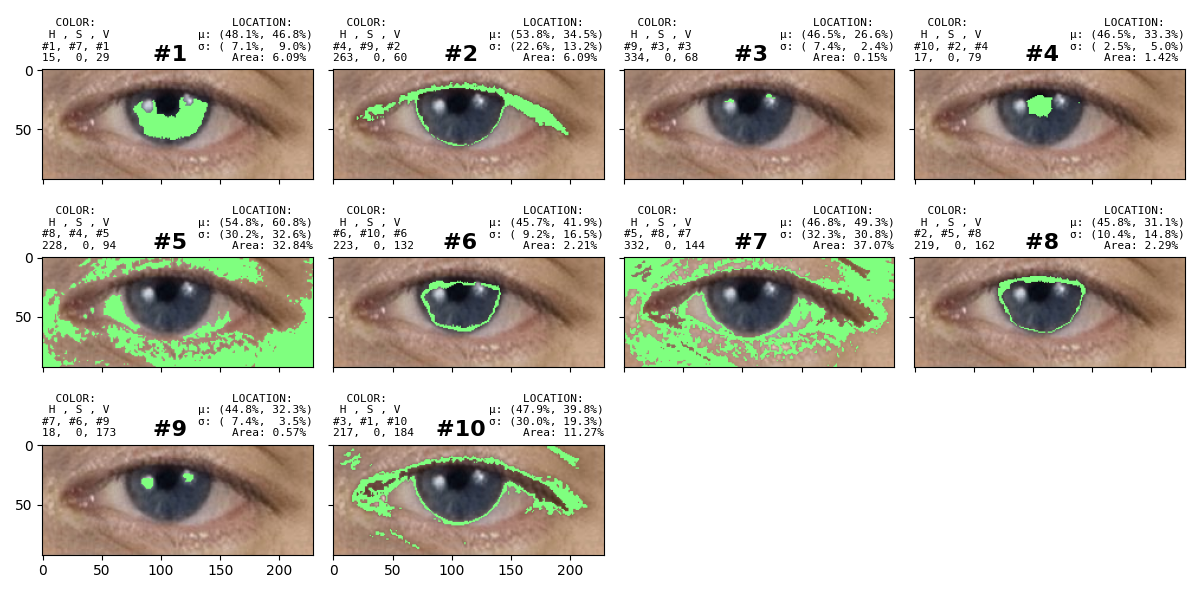 COLOR: LOCATION:
H , S , V μ: (48.1%, 46.8%)
#1, #7, #1 σ: ( 7.1%, 9.0%)
15, 0, 29 #1 Area: 6.09%
COLOR: LOCATION:
H , S , V μ: (53.8%, 34.5%)
#4, #9, #2 σ: (22.6%, 13.2%)
263, 0, 60 #2 Area: 6.09%
COLOR: LOCATION:
H , S , V μ: (46.5%, 26.6%)
#9, #3, #3 σ: ( 7.4%, 2.4%)
334, 0, 68 #3 Area: 0.15%
COLOR: LOCATION:
H , S , V μ: (46.5%, 33.3%)
#10, #2, #4 σ: ( 2.5%, 5.0%)
17, 0, 79 #4 Area: 1.42%
0
50
COLOR: LOCATION:
H , S , V μ: (54.8%, 60.8%)
#8, #4, #5 σ: (30.2%, 32.6%)
228, 0, 94 #5 Area: 32.84%
COLOR: LOCATION:
H , S , V μ: (45.7%, 41.9%)
#6, #10, #6 σ: ( 9.2%, 16.5%)
223, 0, 132 #6 Area: 2.21%
COLOR: LOCATION:
H , S , V μ: (46.8%, 49.3%)
#5, #8, #7 σ: (32.3%, 30.8%)
332, 0, 144 #7 Area: 37.07%
COLOR: LOCATION:
H , S , V μ: (45.8%, 31.1%)
#2, #5, #8 σ: (10.4%, 14.8%)
219, 0, 162 #8 Area: 2.29%
0
50
COLOR: LOCATION:
H , S , V μ: (44.8%, 32.3%)
#7, #6, #9 σ: ( 7.4%, 3.5%)
18, 0, 173 #9 Area: 0.57%
COLOR: LOCATION:
H , S , V μ: (47.9%, 39.8%)
#3, #1, #10 σ: (30.0%, 19.3%)
217, 0, 184 #10 Area: 11.27%
0
50
0 50 100 150 200
0 50 100 150 200